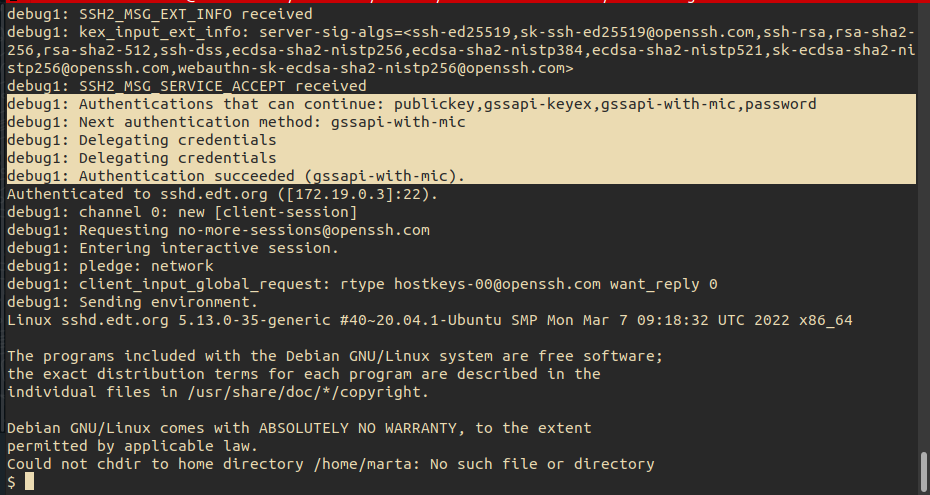 debug1: SSH2_MSG_EXT_INFO received
debug1: kex_input_ext_info: server-sig-algs=<ssh-ed25519,sk-ssh-ed25519@openssh.com,ssh-rsa,rsa-sha2-
256,rsa-sha2-512,ssh-dss,ecdsa-sha2-nistp256,ecdsa-sha2-nistp384,ecdsa-sha2-nistp521,sk-ecdsa-sha2-ni
stp256@openssh.com,webauthn-sk-ecdsa-sha2-nistp256@openssh.com>
debug1: SSH2_MSG_SERVICE_ACCEPT received
debug1: Authentications that can continue: publickey,gssapi-keyex,gssapi-with-mic,password
debug1: Next authentication method: gssapi-with-mic
debug1: Delegating credentials
debug1: Delegating credentials
debug1: Authentication succeeded (gssapi-with-mic).
Authenticated to sshd.edt.org ([172.19.0.3]:22).
debug1: channel 0: new [client-session]
debug1: Requesting no-more-sessions@openssh.com
debug1: Entering interactive session.
debug1: pledge: network
debug1: client_input_global_request: rtype hostkeys-00@openssh.com want_reply 0
debug1: Sending environment.
Linux sshd.edt.org 5.13.0-35-generic #40~20.04.1-Ubuntu SMP Mon Mar 7 09:18:32 UTC 2022 x86_64
The programs included with the Debian GNU/Linux system are free software;
the exact distribution terms for each program are described in the
individual files in /usr/share/doc/*/copyright.
Debian GNU/Linux comes with ABSOLUTELY NO WARRANTY, to the extent
permitted by applicable law.
Could not chdir to home directory /home/marta: No such file or directory
$